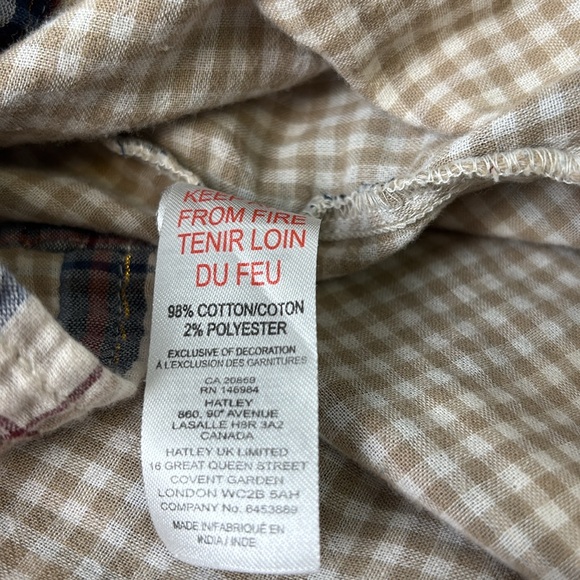 KEEP
FROM FIRE
TENIR LOIN
DU FEU
98% COTTON/COTON
2% POLYESTER
EXCLUSIVE OF DECORATION
À L'EXCLUSION DES GARNITURES
CA 20869
RN 146984
HATLEY
860, 90ᵉ AVENUE
LASALLE H8R 3A2
CANADA
HATLEY UK LIMITED
16 GREAT QUEEN STREET
COVENT GARDEN
LONDON WC2B 5AH
COMPANY No. 6453889
MADE IN/FABRIQUÉ EN
INDIA / INDE